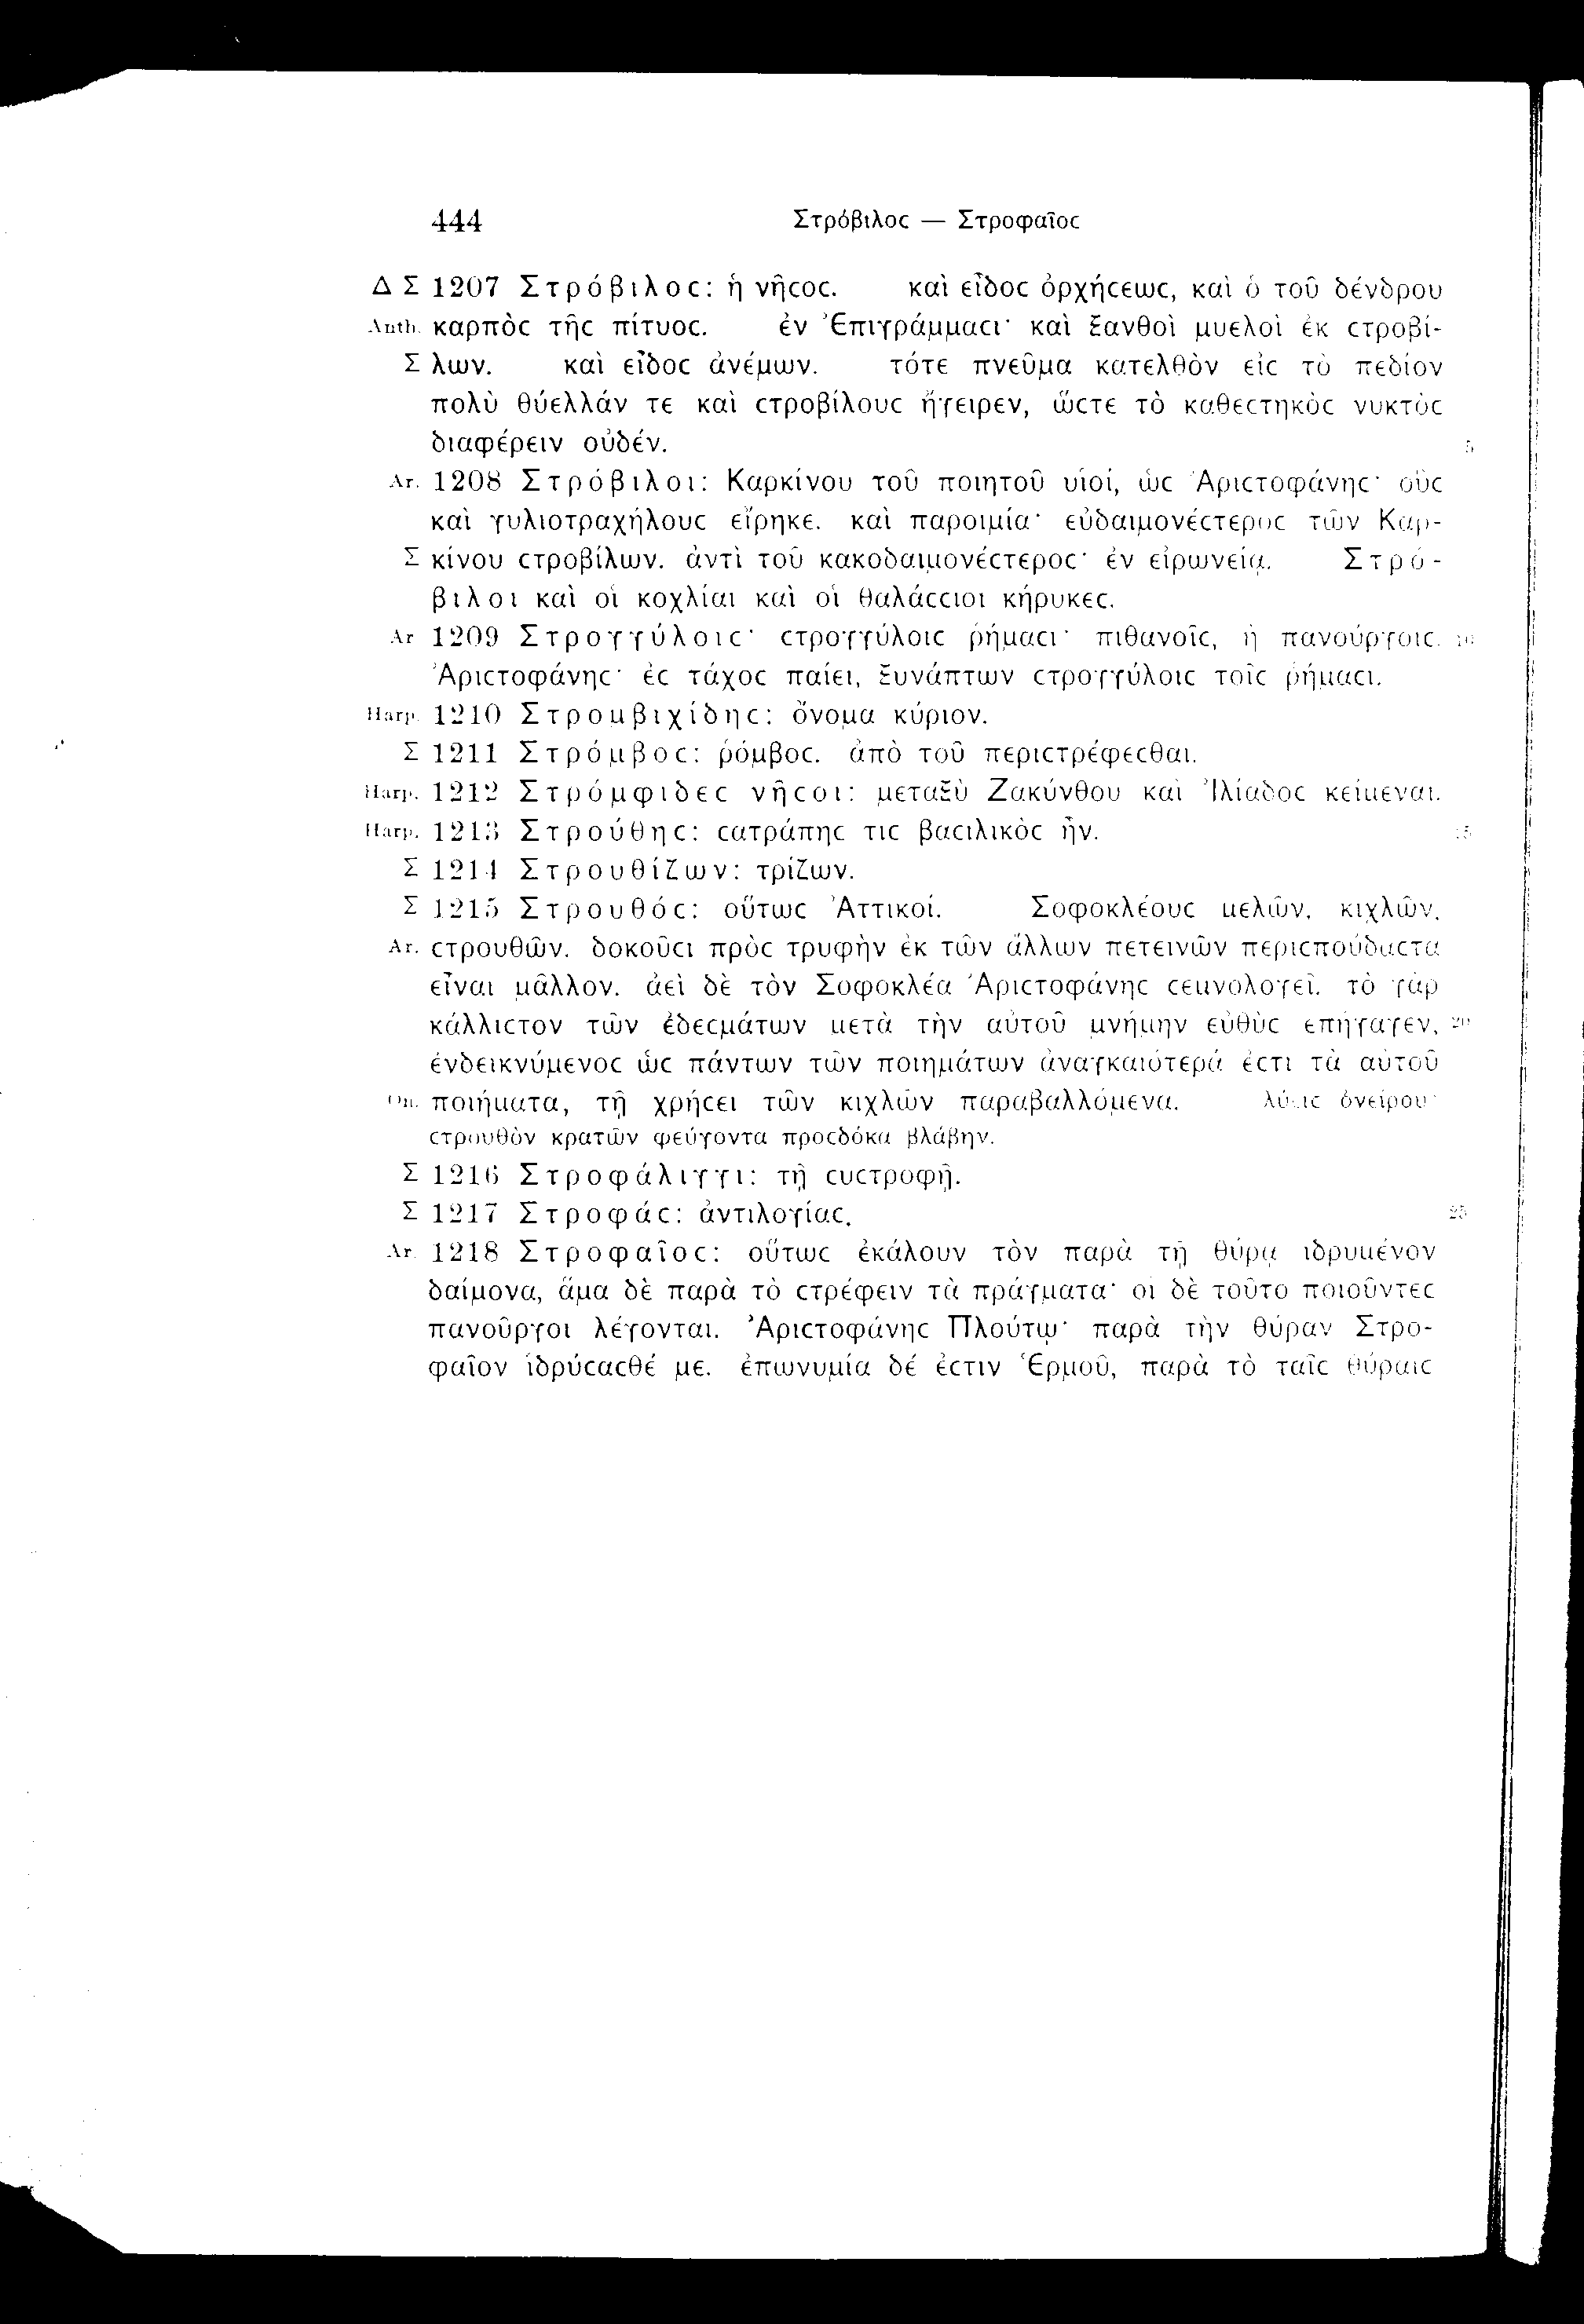 444 Στρόβιλοϲ — Στροφαῖοϲ
Δ Σ 1207 Στρόβιλοϲ: ἡ νῆϲοϲ. καὶ εἶδοϲ ὀρχήϲεωϲ, καὶ ὁ τοῦ δένδρου
Anth. καρπὸϲ τῆϲ πίτυοϲ. ἐν Ἐπιγράμμαϲι· καὶ ξανθοὶ μυελοὶ ἐκ ϲτροβί-
Σ λων. καὶ εἶδοϲ ἀνέμων. τότε πνεῦμα κατελθὸν εἰϲ τὸ πεδίον
πολὺ θύελλάν τε καὶ ϲτροβίλουϲ ἤγειρεν, ὥϲτε τὸ καθεϲτηκὸϲ νυκτὸϲ
διαφέρειν οὐδέν. 5
Ar. 1208 Στρόβιλοι: Καρκίνου τοῦ ποιητοῦ υἱοί, ὡϲ Ἀριϲτοφάνηϲ· οὓϲ
καὶ γυλιοτραχήλουϲ εἴρηκε. καὶ παροιμία· εὐδαιμονέϲτεροϲ τῶν Καρ-
Σ κίνου ϲτροβίλων. ἀντὶ τοῦ κακοδαιμονέϲτεροϲ· ἐν εἰρωνείᾳ. Στρό-
βιλοι καὶ οἱ κοχλίαι καὶ οἱ θαλάϲϲιοι κήρυκεϲ.
Ar. 1209 Στρογγύλοιϲ· ϲτρογγύλοιϲ ῥήμαϲι· πιθανοῖϲ, ἢ πανούργοιϲ. 10
Ἀριϲτοφάνηϲ· ἐϲ τάχοϲ παίει, ξυνάπτων ϲτρογγύλοιϲ τοῖϲ ῥήμαϲι.
Harp. 1210 Στρομβιχίδηϲ: ὄνομα κύριον.
Σ 1211 Στρόμβοϲ: ῥόμβοϲ. ἀπὸ τοῦ περιϲτρέφεϲθαι.
Harp. 1212 Στρόμφιδεϲ νῆϲοι: μεταξὺ Ζακύνθου καὶ Ἰλίαδοϲ κείμεναι.
Harp. 1213 Στρούθηϲ: ϲατράπηϲ τιϲ βαϲιλικὸϲ ἦν. 15
Σ 1214 Στρουθίζων: τρίζων.
Σ 1215 Στρουθόϲ: οὕτωϲ Ἀττικοί. Σοφοκλέουϲ μελῶν, κιχλῶν,
Ar. ϲτρουθῶν. δοκοῦϲι πρὸϲ τρυφὴν ἐκ τῶν ἄλλων πετεινῶν περιϲπούδαϲτα
εἶναι μᾶλλον. ἀεὶ δὲ τὸν Σοφοκλέα Ἀριϲτοφάνηϲ ϲεμνολογεῖ. τὸ γὰρ
κάλλιϲτον τῶν ἐδεϲμάτων μετὰ τὴν αὐτοῦ μνήμην εὐθὺϲ ἐπήγαγεν, 20
ἐνδεικνύμενοϲ ὡϲ πάντων τῶν ποιημάτων ἀναγκαιότερά ἐϲτι τὰ αὐτοῦ
On. ποιήματα, τῇ χρήϲει τῶν κιχλῶν παραβαλλόμενα. λύϲιϲ ὀνείρου·
ϲτρουθὸν κρατῶν φεύγοντα προϲδόκα βλάβην.
Σ 1216 Στροφάλιγγι: τῇ ϲυϲτροφῇ.
Σ 1217 Στροφάϲ: ἀντιλογίαϲ. 25
Ar. 1218 Στροφαῖοϲ: οὕτωϲ ἐκάλουν τὸν παρὰ τῇ θύρᾳ ἱδρυμένον
δαίμονα, ἅμα δὲ παρὰ τὸ ϲτρέφειν τὰ πράγματα· οἱ δὲ τοῦτο ποιοῦντεϲ
πανοῦργοι λέγονται. Ἀριϲτοφάνηϲ Πλούτῳ· παρὰ τὴν θύραν Στρο-
φαῖον ἱδρύϲαϲθέ με. ἐπωνυμία δέ ἐϲτιν Ἑρμοῦ, παρὰ τὸ ταῖϲ θύραιϲ